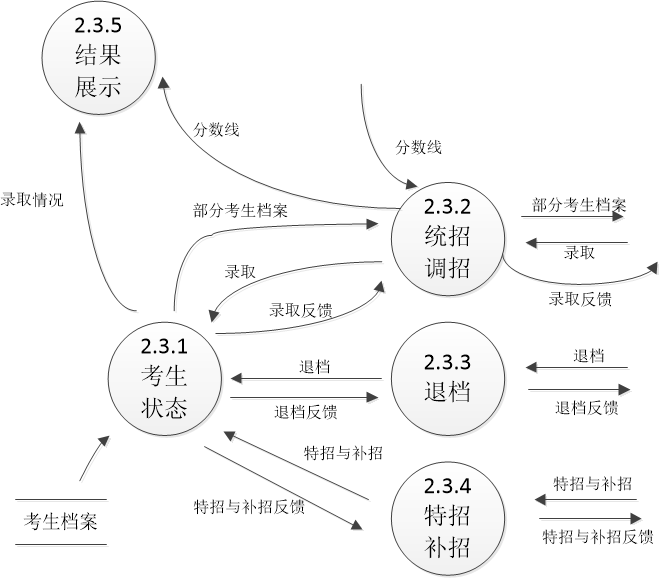 2.3.5
结果
展示
分数线
分数线
录取情况
部分考生档案
2.3.2
统招
调招
部分考生档案
录取
录取反馈
录取
录取反馈
2.3.1
考生
状态
退档
退档反馈
2.3.3
退档
退档
退档反馈
特招与补招
特招与补招反馈
2.3.4
特招
补招
特招与补招
特招与补招反馈
考生档案